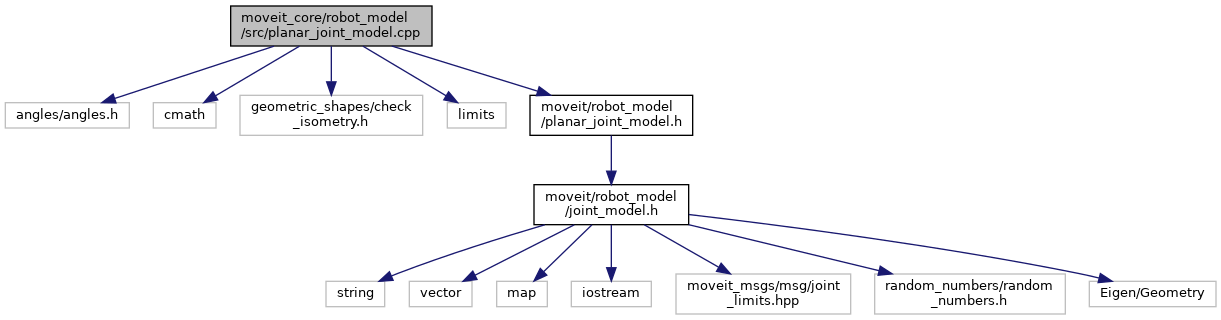 moveit_core/robot_model
/src/planar_joint_model.cpp
angles/angles.h
cmath
geometric_shapes/check
_isometry.h
limits
moveit/robot_model
/planar_joint_model.h
moveit/robot_model
/joint_model.h
string
vector
map
iostream
moveit_msgs/msg/joint
_limits.hpp
random_numbers/random
_numbers.h
Eigen/Geometry